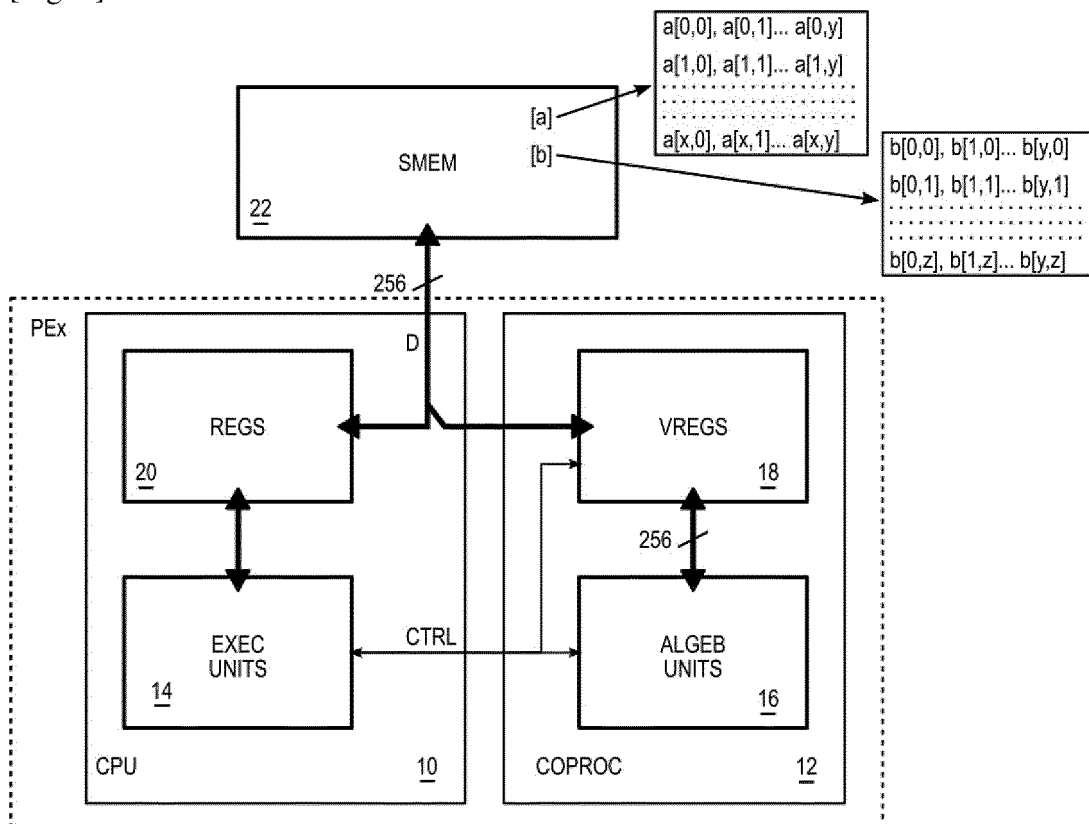 a[0,0], a[0,1]... a[0,y]
a[1,0], a[1,1]... a[1,y]
a[x,0], a[x,1]... a[x,y]
[a]
[b]
SMEM
22
b[0,0], b[1,0]... b[y,0]
b[0,1], b[1,1]... b[y,1]
b[0,z], b[1,z]... b[y,z]
256
PEx
D
REGS
20
VREGS
18
256
EXEC
UNITS
14
CTRL
ALGEB
UNITS
16
CPU
10
COPROC
12